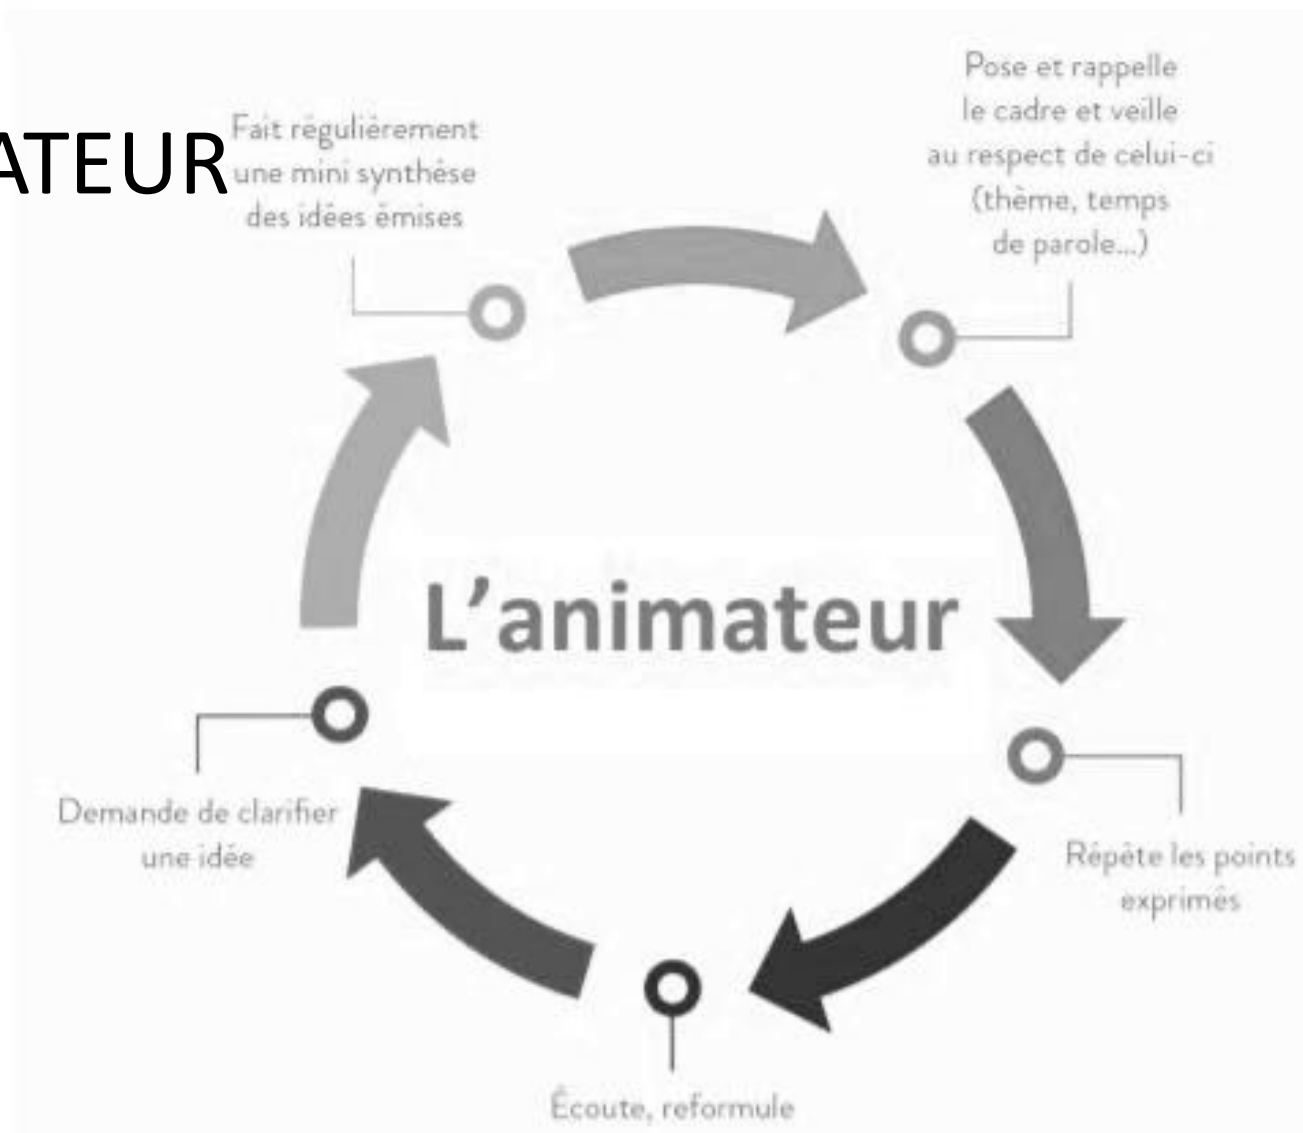 ATEUR
Fait régulièrement
une mini synthèse
des idées émises
Pose et rappelle
le cadre et veille
au respect de celui-ci
(thème, temps
de parole...)
L'animateur
Répète les points
exprimés
Écoute, reformule
Demande de clarifier
une idée